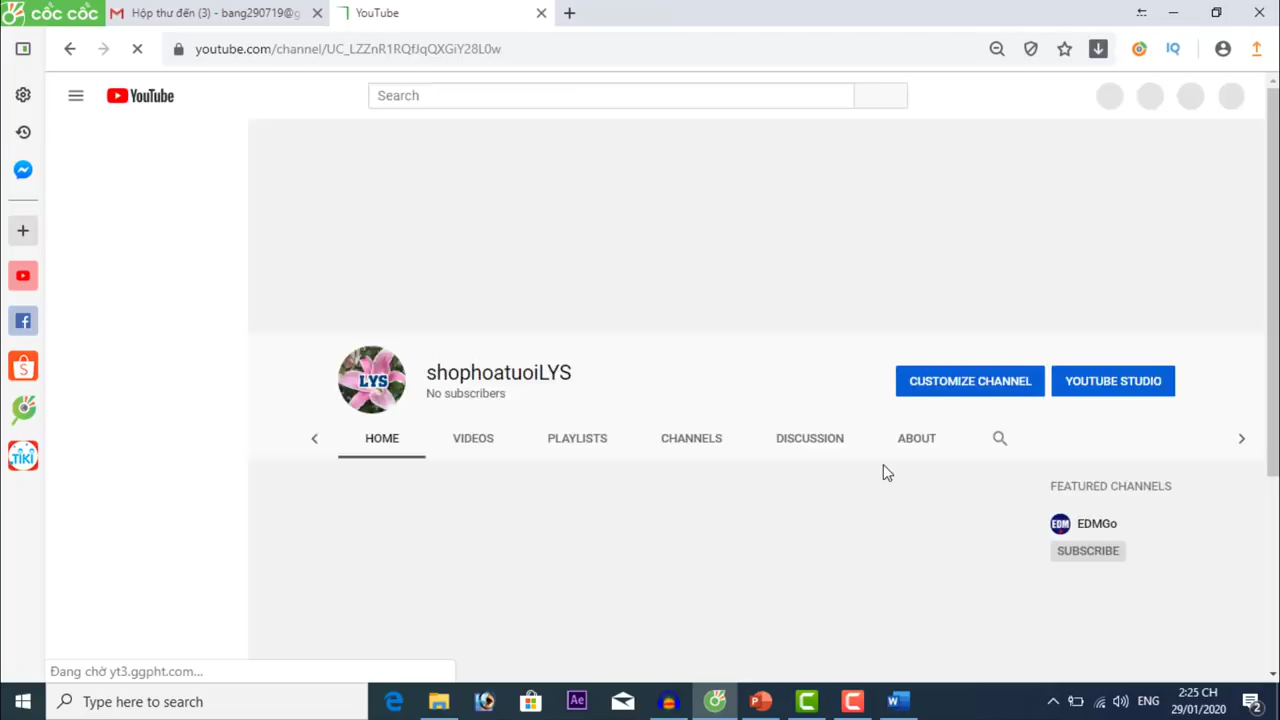 CỐC CỐC
Hộp thư đến (3) - bang290719@g
YouTube
youtube.com/channel/UC_LZZnR1RQfJqQXGiY28L0w
IQ
YouTube
Search
LYS
shophoatuoiLYS
No subscribers
CUSTOMIZE CHANNEL
YOUTUBE STUDIO
HOME
VIDEOS
PLAYLISTS
CHANNELS
DISCUSSION
ABOUT
FEATURED CHANNELS
EDM
EDMGo
SUBSCRIBE
TIKI
Đang chờ yt3.ggpht.com...
Type here to search
Ae
ENG
2:25 CH
29/01/2020
2